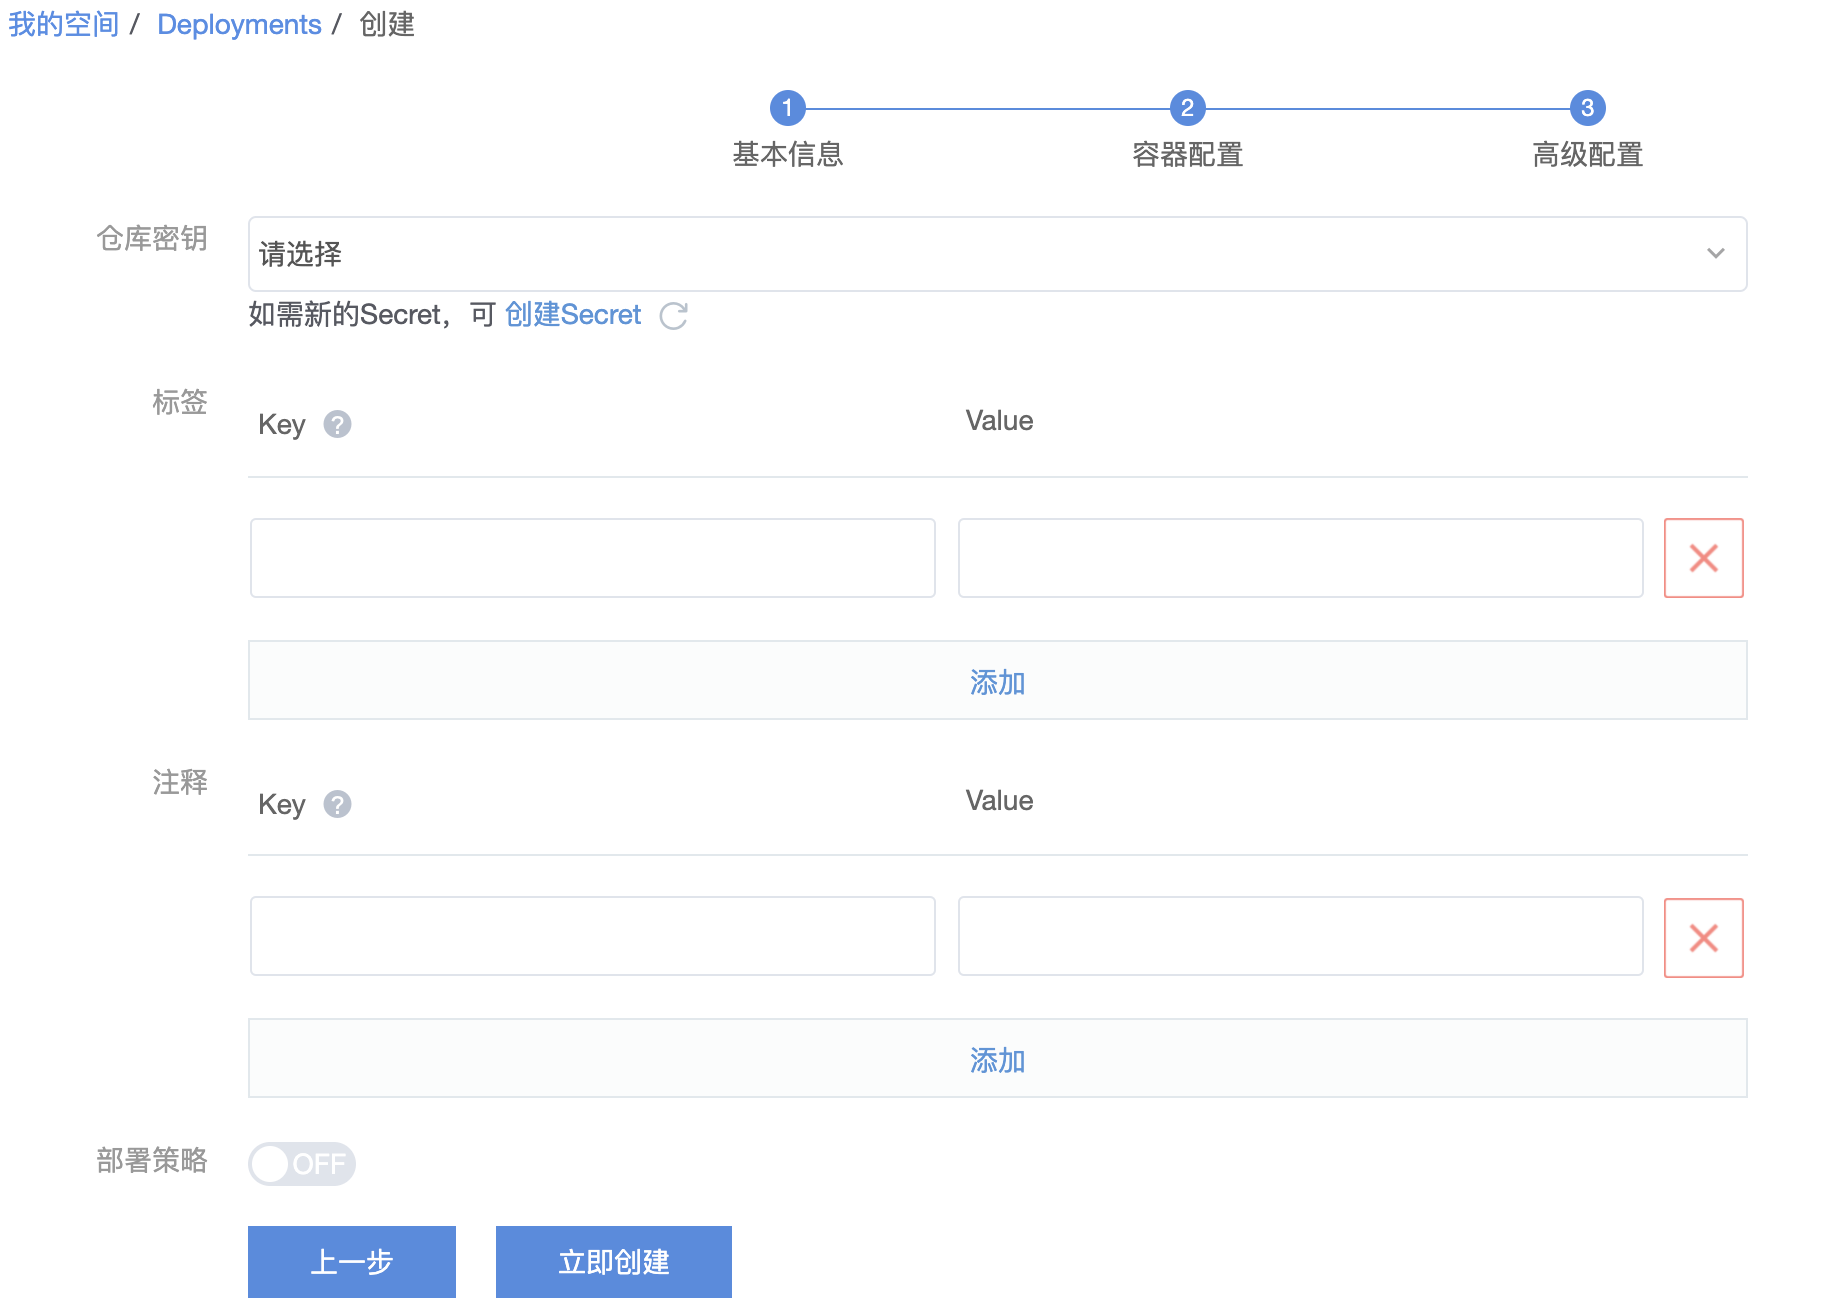 我的空间 / Deployments / 创建
1 2 3
基本信息 容器配置 高级配置
仓库密钥 请选择
如需新的Secret，可 创建Secret
标签 Key ? Value
添加
注释 Key ? Value
添加
部署策略 OFF
上一步 立即创建